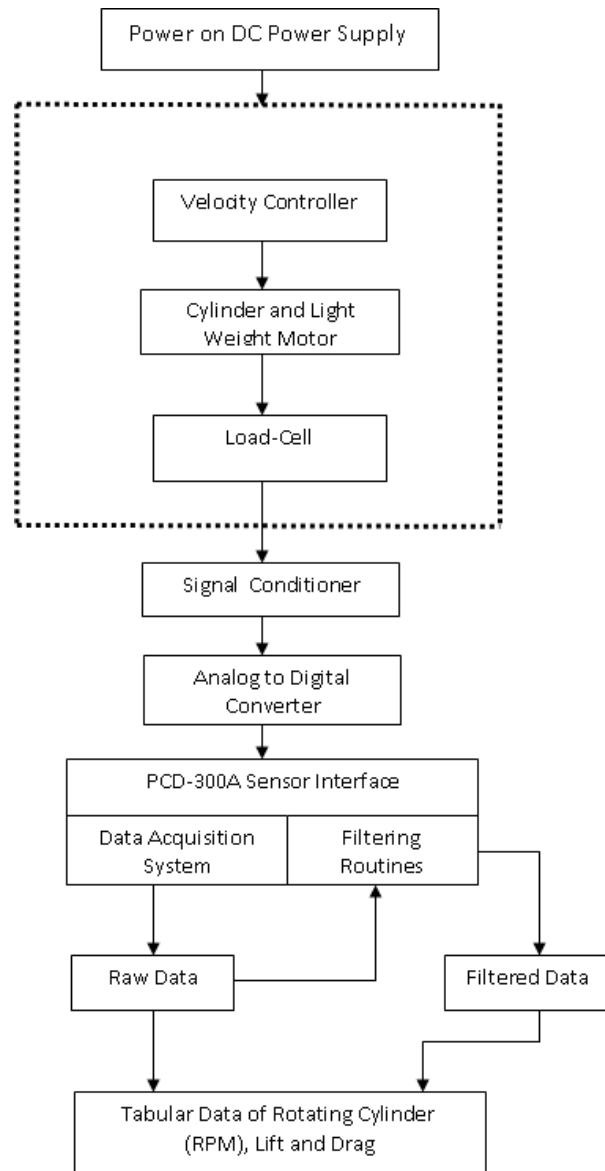 Power on DC Power Supply
Velocity Controller
Cylinder and Light
Weight Motor
Load-Cell
Signal Conditioner
Analog to Digital
Converter
PCD-300A Sensor Interface
Data Acquisition
System
Filtering
Routines
Raw Data
Filtered Data
Tabular Data of Rotating Cylinder
(RPM), Lift and Drag